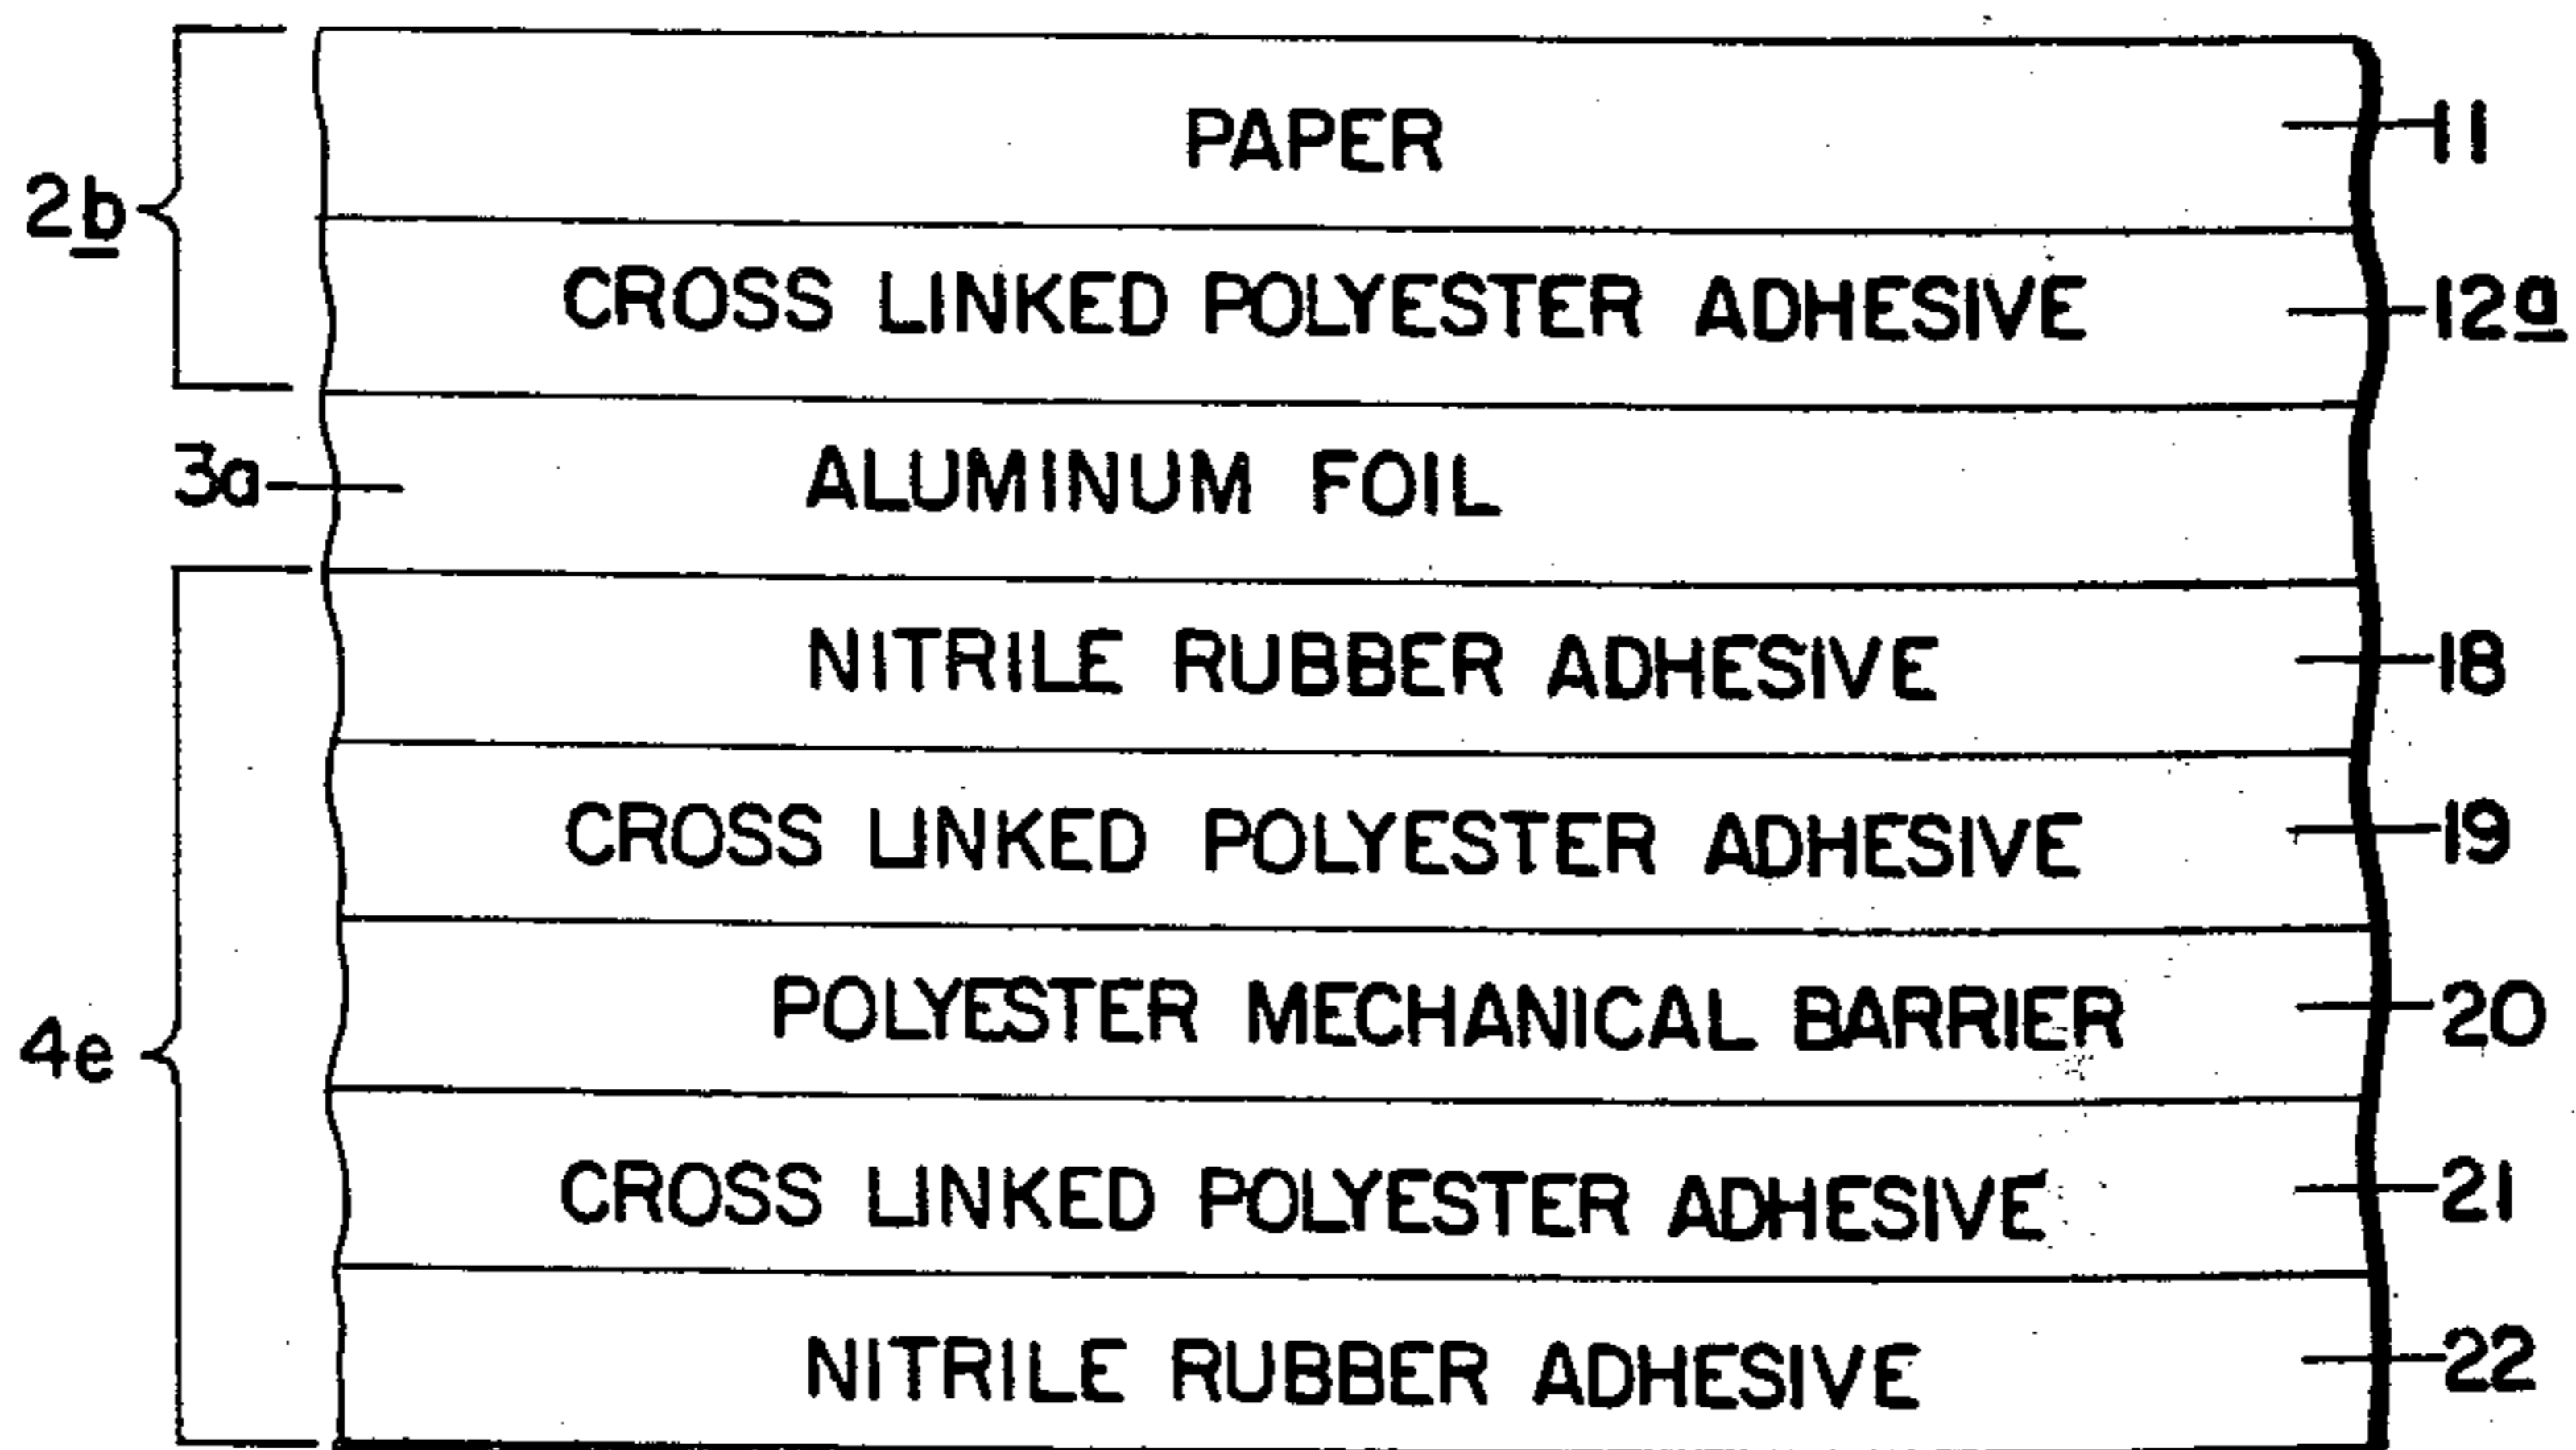 PAPER 11
2b
CROSS LINKED POLYESTER ADHESIVE 12a
3a ALUMINUM FOIL
NITRILE RUBBER ADHESIVE 18
CROSS LINKED POLYESTER ADHESIVE 19
POLYESTER MECHANICAL BARRIER 20
4e
CROSS LINKED POLYESTER ADHESIVE 21
NITRILE RUBBER ADHESIVE 22